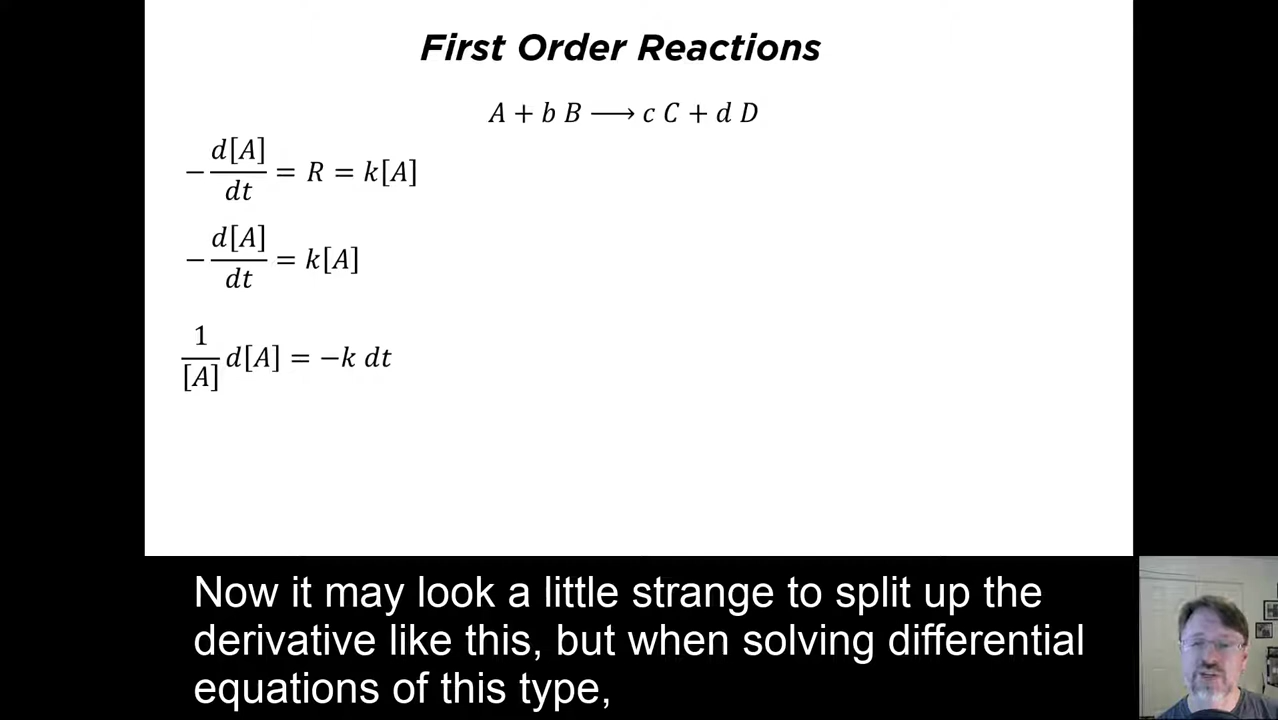 First Order Reactions
A + b B ⟶ c C + d D
− d[A]/dt = R = k[A]
− d[A]/dt = k[A]
1/[A] d[A] = −k dt
Now it may look a little strange to split up the
derivative like this, but when solving differential
equations of this type,